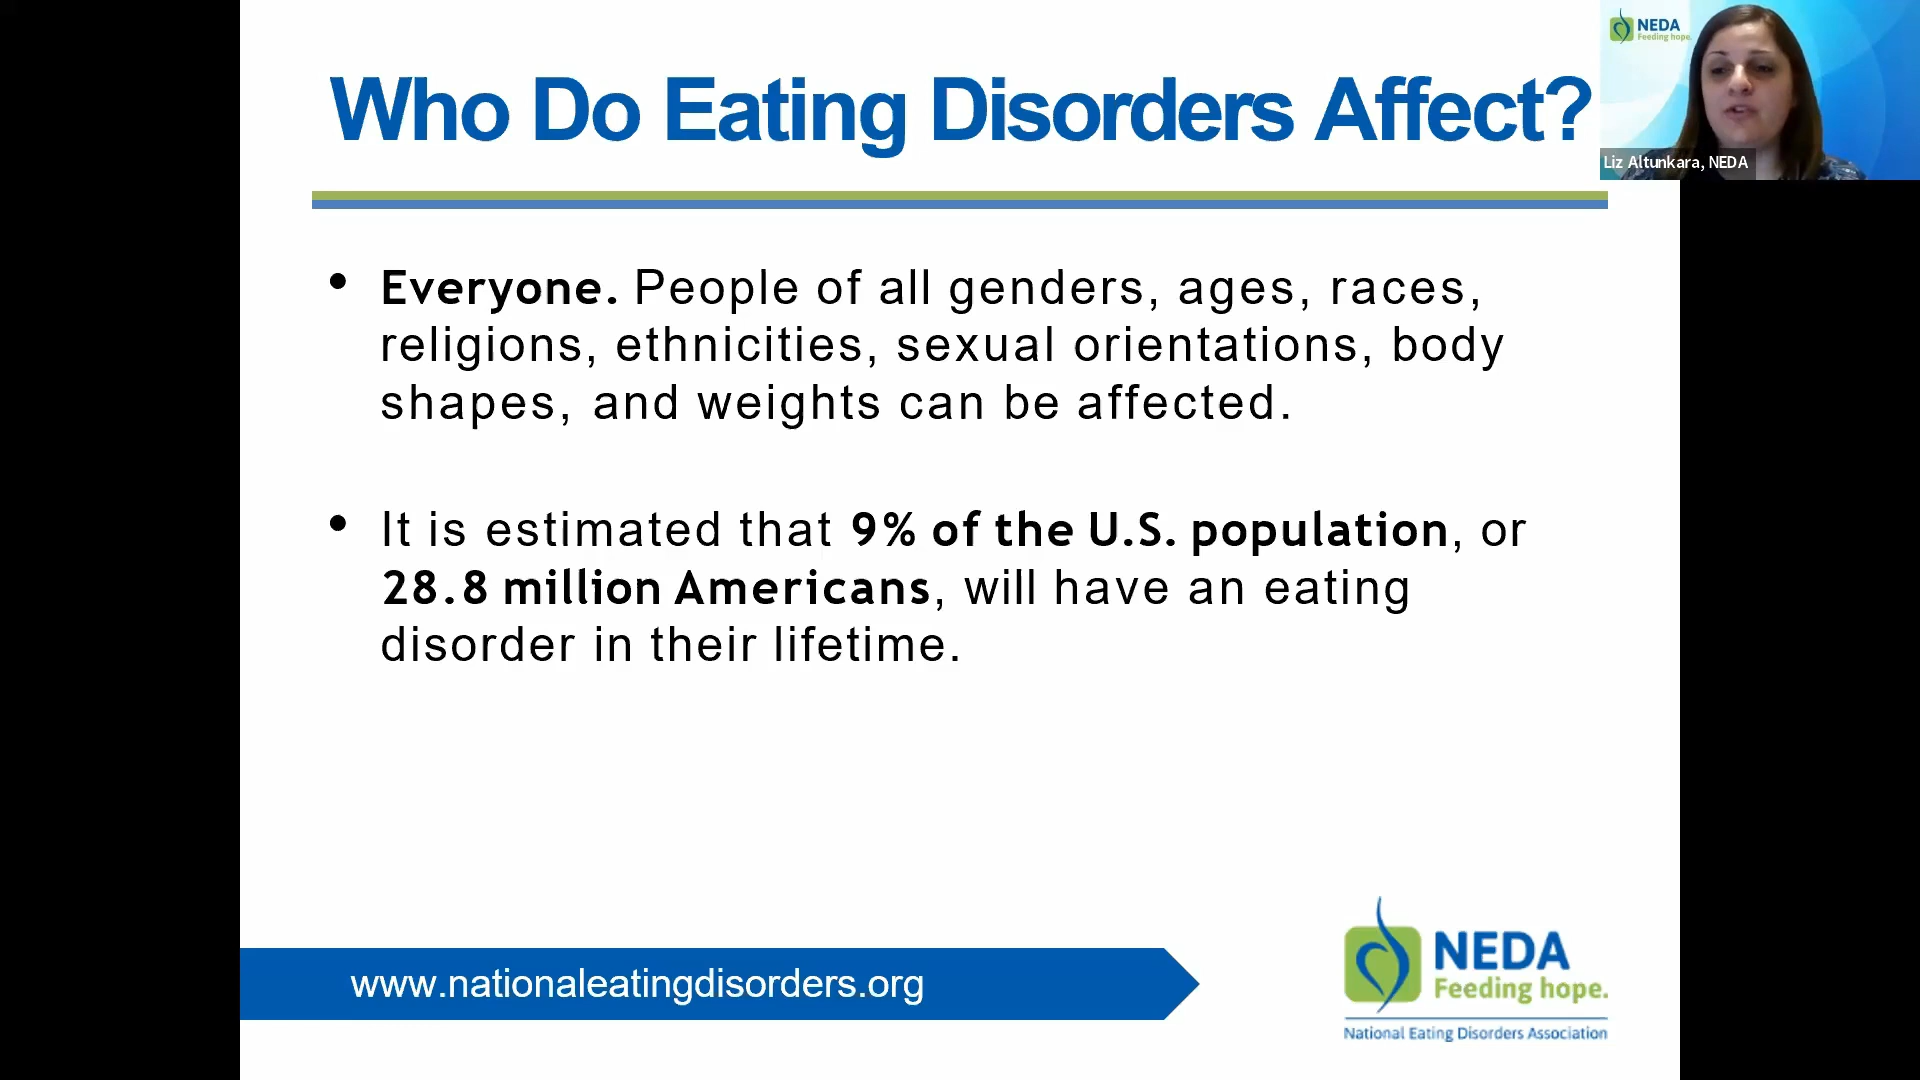 Who Do Eating Disorders Affect?
NEDA
Feeding hope.
Liz Altunkara, NEDA
• Everyone. People of all genders, ages, races,
religions, ethnicities, sexual orientations, body
shapes, and weights can be affected.
• It is estimated that 9% of the U.S. population, or
28.8 million Americans, will have an eating
disorder in their lifetime.
www.nationaleatingdisorders.org
NEDA
Feeding hope.
National Eating Disorders Association